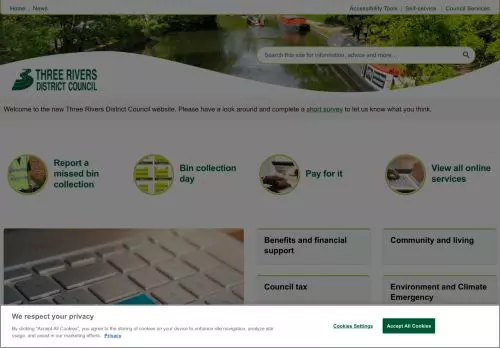 Home | News
Accessibility Tools | Self-service | Council Services
Search this site for information, advice and more…
THREE RIVERS
DISTRICT COUNCIL
Welcome to the new Three Rivers District Council website. Please have a look around and complete a short survey to let us know what you think.
Report a
missed bin
collection
Bin collection
day
Pay for it
View all online
services
Benefits and financial
support
Community and living
Council tax
Environment and Climate
Emergency
We respect your privacy
By clicking "Accept All Cookies", you agree to the storing of cookies on your device to enhance site navigation, analyze site
usage, and assist in our marketing efforts. Privacy
Cookies Settings
Accept All Cookies